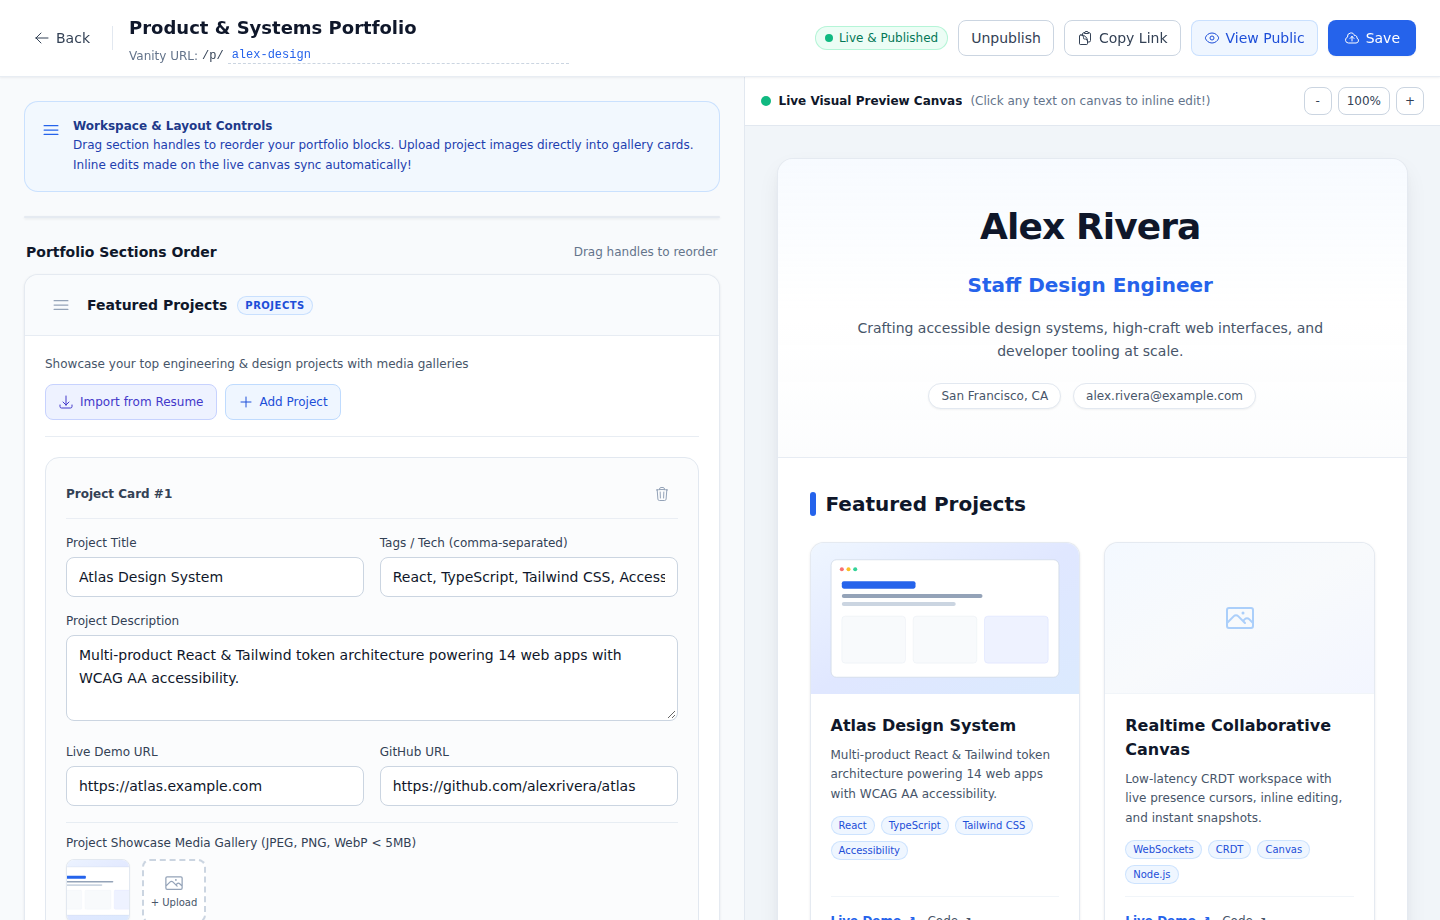 Back
Product & Systems Portfolio
Vanity URL: /p/ alex-design
Live & Published
Unpublish
Copy Link
View Public
Save
Workspace & Layout Controls
Drag section handles to reorder your portfolio blocks. Upload project images directly into gallery cards.
Inline edits made on the live canvas sync automatically!
Portfolio Sections Order
Drag handles to reorder
Featured Projects
PROJECTS
Showcase your top engineering & design projects with media galleries
Import from Resume
Add Project
Project Card #1
Project Title
Tags / Tech (comma-separated)
Atlas Design System
React, TypeScript, Tailwind CSS, Access
Project Description
Multi-product React & Tailwind token architecture powering 14 web apps with
WCAG AA accessibility.
Live Demo URL
GitHub URL
https://atlas.example.com
https://github.com/alexrivera/atlas
Project Showcase Media Gallery (JPEG, PNG, WebP < 5MB)
+ Upload
Live Visual Preview Canvas (Click any text on canvas to inline edit!)
-
100%
+
Alex Rivera
Staff Design Engineer
Crafting accessible design systems, high-craft web interfaces, and
developer tooling at scale.
San Francisco, CA
alex.rivera@example.com
Featured Projects
Atlas Design System
Multi-product React & Tailwind token
architecture powering 14 web apps
with WCAG AA accessibility.
React
TypeScript
Tailwind CSS
Accessibility
Live Demo ↗
Code ↗
Realtime Collaborative
Canvas
Low-latency CRDT workspace with
live presence cursors, inline editing,
and instant snapshots.
WebSockets
CRDT
Canvas
Node.js
Live Demo ↗
Code ↗